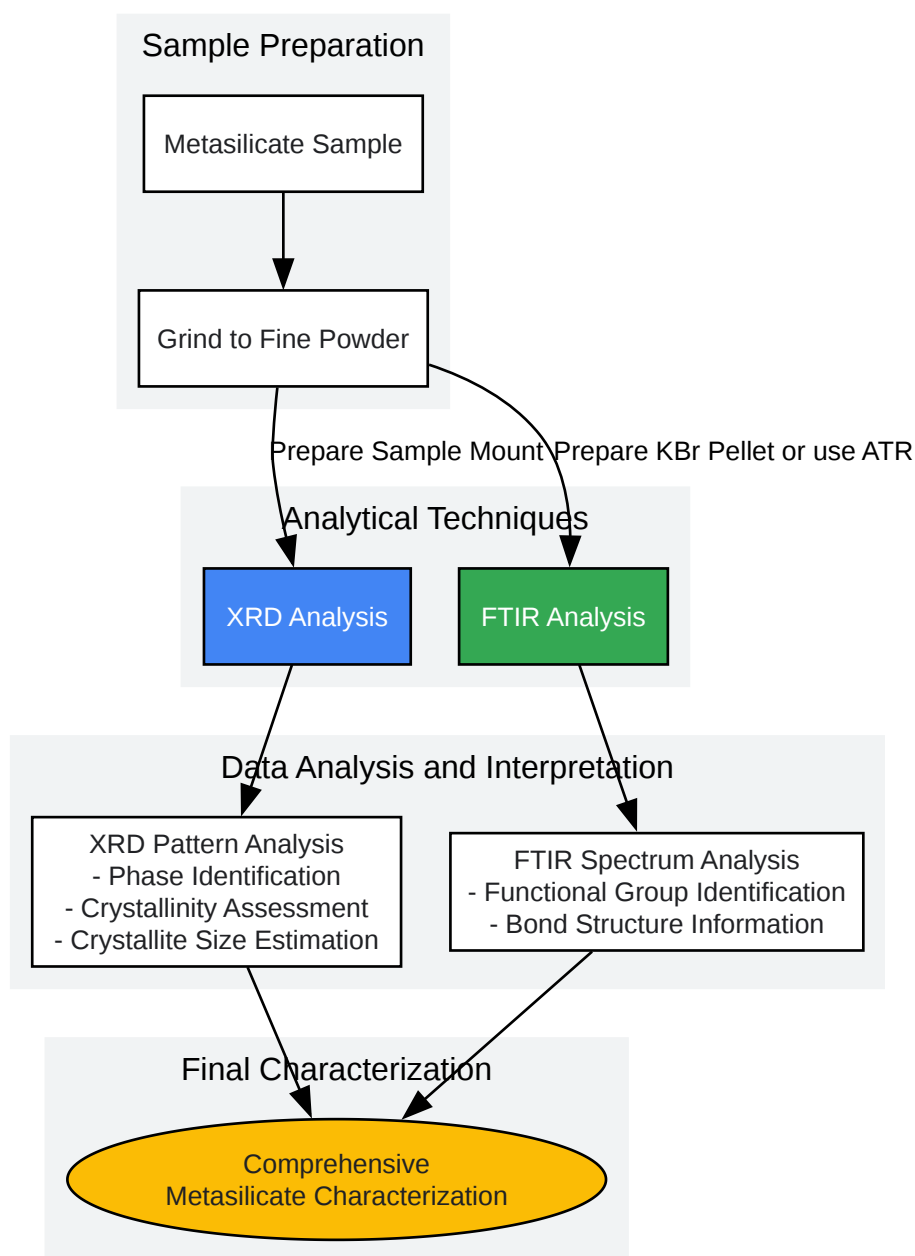 Sample Preparation
Metasilicate Sample
Grind to Fine Powder
Prepare Sample Mount
Prepare KBr Pellet or use ATR
Analytical Techniques
XRD Analysis
FTIR Analysis
Data Analysis and Interpretation
XRD Pattern Analysis
- Phase Identification
- Crystallinity Assessment
- Crystallite Size Estimation
FTIR Spectrum Analysis
- Functional Group Identification
- Bond Structure Information
Final Characterization
Comprehensive
Metasilicate Characterization